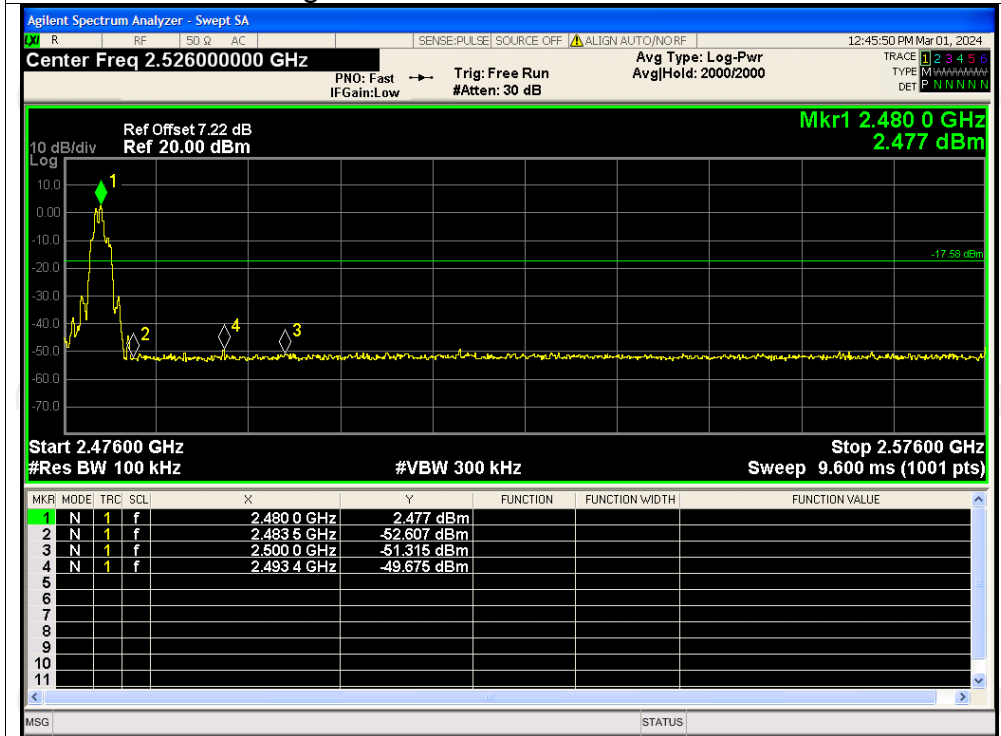 Agilent Spectrum Analyzer - Swept SA
LXI R RF 50 Ω AC SENSE:PULSE SOURCE OFF ALIGN AUTO/NORF 12:45:50 PM Mar 01, 2024
Center Freq 2.526000000 GHz
PNO: Fast
IFGain:Low
Trig: Free Run
#Atten: 30 dB
Avg Type: Log-Pwr
Avg|Hold: 2000/2000
TRACE 1 2 3 4 5 6
TYPE M
DET P N N N N N
Mkr1 2.480 0 GHz
2.477 dBm
Ref Offset 7.22 dB
10 dB/div Ref 20.00 dBm
Log
10.0
1
0.00
-10.0
-17.58 dBm
-20.0
-30.0
-40.0
2 4 3
-50.0
-60.0
-70.0
Start 2.47600 GHz Stop 2.57600 GHz
#Res BW 100 kHz #VBW 300 kHz Sweep 9.600 ms (1001 pts)
MKR MODE TRC SCL X Y FUNCTION FUNCTION WIDTH FUNCTION VALUE
1 N 1 f 2.480 0 GHz 2.477 dBm
2 N 1 f 2.483 5 GHz -52.607 dBm
3 N 1 f 2.500 0 GHz -51.315 dBm
4 N 1 f 2.493 4 GHz -49.675 dBm
5
6
7
8
9
10
11
MSG STATUS